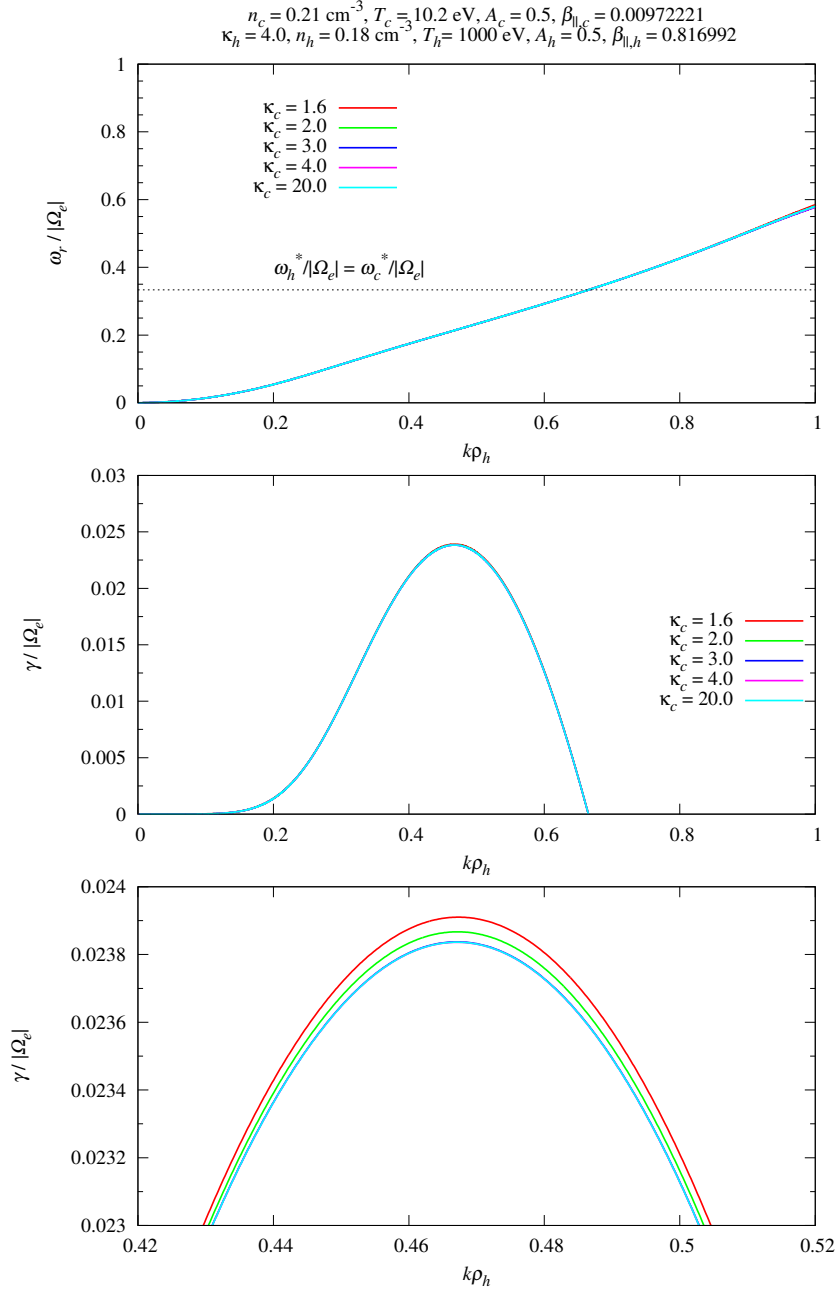 n_c = 0.21 cm⁻³, T_c = 10.2 eV, A_c = 0.5, β_||,c = 0.00972221
κ_h = 4.0, n_h = 0.18 cm⁻³, T_h= 1000 eV, A_h = 0.5, β_||,h = 0.816992
1
0.8
0.6
0.4
0.2
0
ω_r / |Ω_e|
κ_c = 1.6
κ_c = 2.0
κ_c = 3.0
κ_c = 4.0
κ_c = 20.0
ω_h*/|Ω_e| = ω_c*/|Ω_e|
0 0.2 0.4 0.6 0.8 1
kρ_h
0.03
0.025
0.02
0.015
0.01
0.005
0
γ / |Ω_e|
κ_c = 1.6
κ_c = 2.0
κ_c = 3.0
κ_c = 4.0
κ_c = 20.0
0 0.2 0.4 0.6 0.8 1
kρ_h
0.024
0.0238
0.0236
0.0234
0.0232
0.023
γ / |Ω_e|
0.42 0.44 0.46 0.48 0.5 0.52
kρ_h